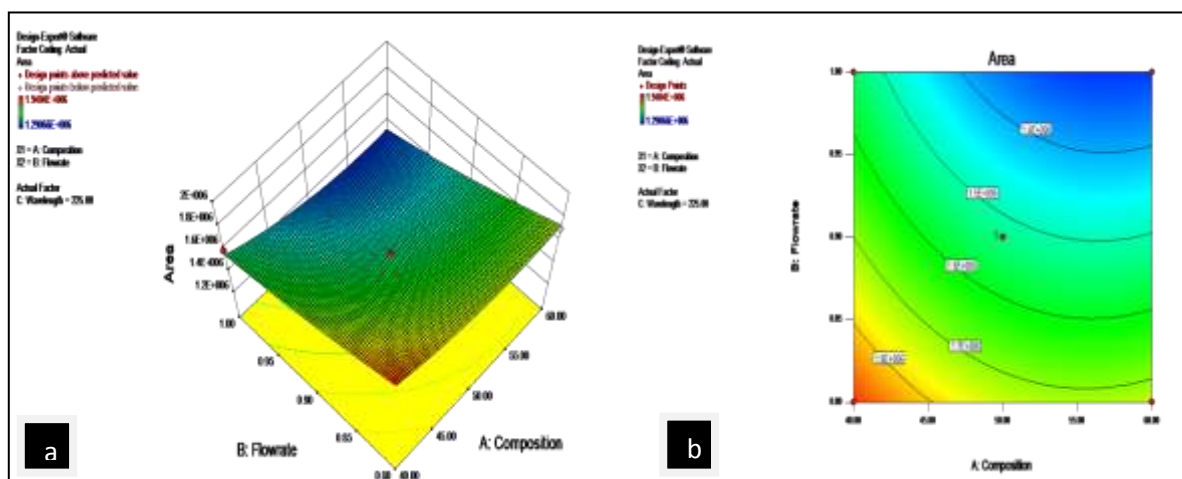 Design-Expert® Software
Factor Coding: Actual
Area
Design points above predicted value
Design points below predicted value
X1 = A: Composition
X2 = B: Flowrate
Actual Factor
C: Wavelength = 225.00
2E+006
1.8E+006
1.6E+006
1.4E+006
1.2E+006
Area
1.00
0.95
0.90
0.85
0.80
40.00
45.00
50.00
55.00
60.00
B: Flowrate
A: Composition
a
Design-Expert® Software
Factor Coding: Actual
Area
Design Points
X1 = A: Composition
X2 = B: Flowrate
Actual Factor
C: Wavelength = 225.00
Area
1.00
0.95
0.90
0.85
0.80
B: Flowrate
40.00
45.00
50.00
55.00
60.00
A: Composition
b